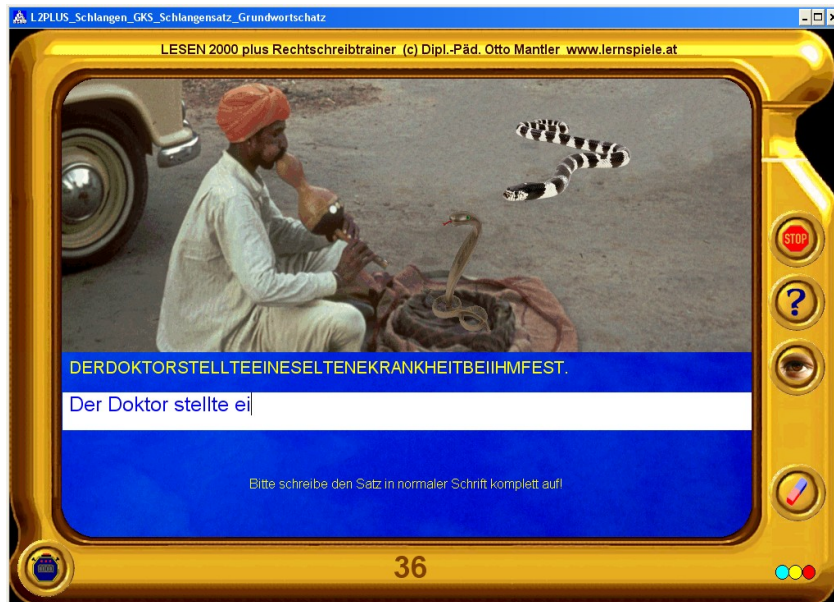 L2PLUS_Schlangen_GKS_Schlangensatz_Grundwortschatz
LESEN 2000 plus Rechtschreibtrainer (c) Dipl.-Päd. Otto Mantler www.lernspiele.at
STOP
?
DERDOKTORSTELLTEEINESELTENEKRANKHEITBEIIHMFEST.
Der Doktor stellte ei
Bitte schreibe den Satz in normaler Schrift komplett auf!
36